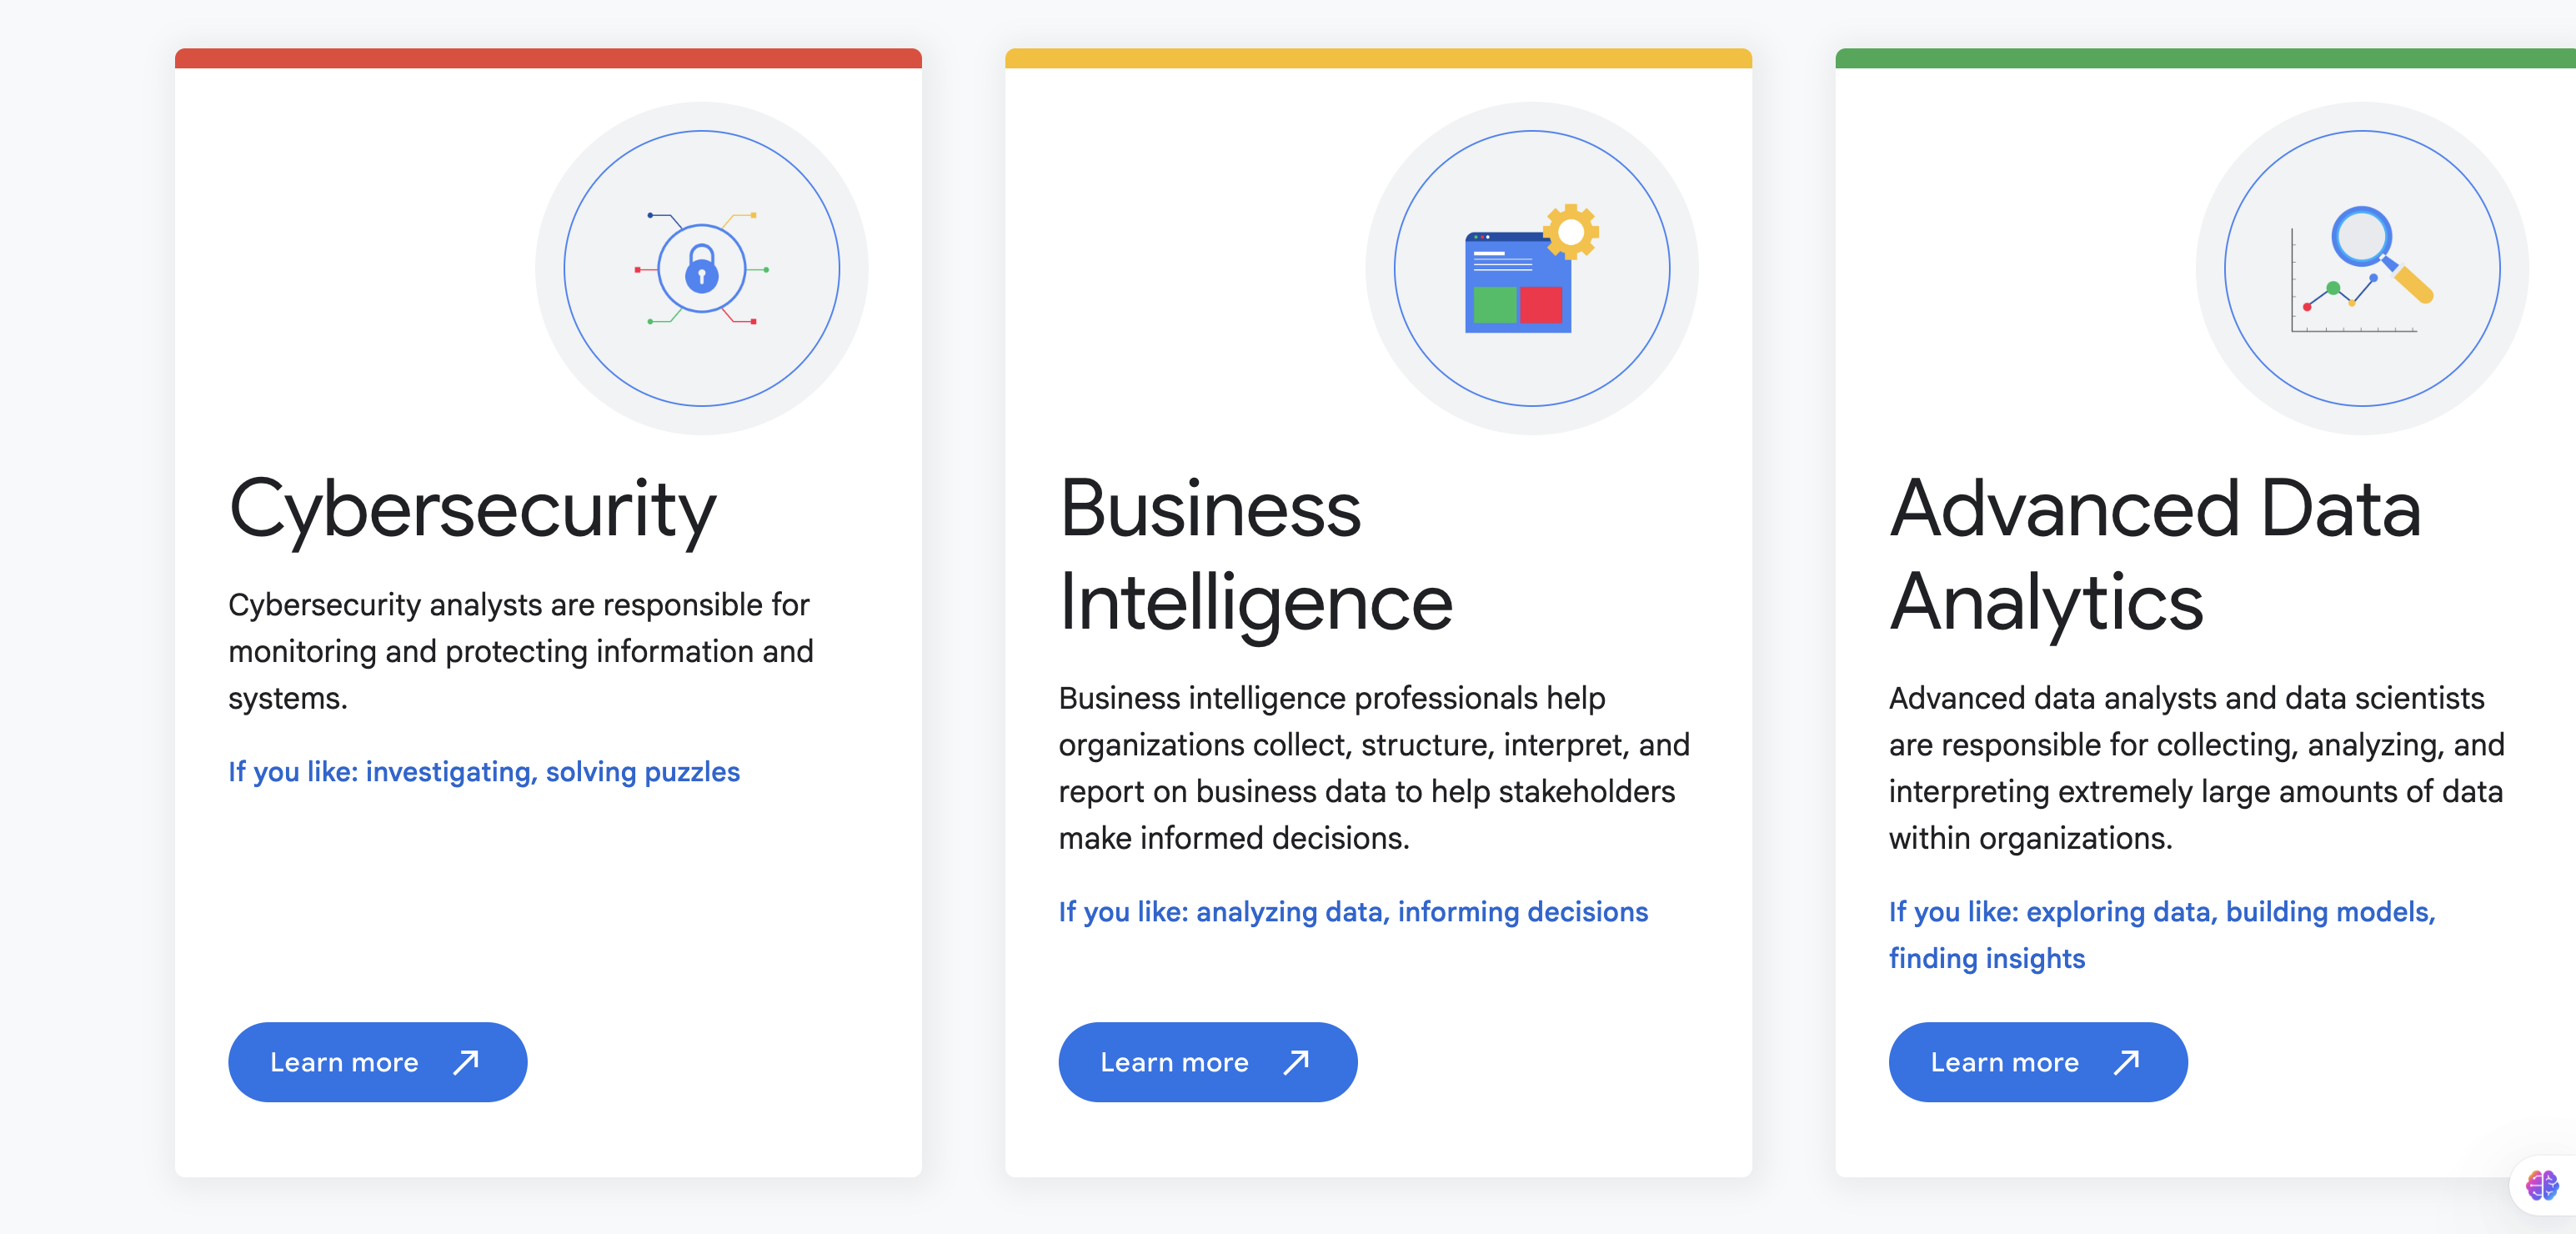 Cybersecurity
Cybersecurity analysts are responsible for
monitoring and protecting information and
systems.
If you like: investigating, solving puzzles
Learn more
Business
Intelligence
Business intelligence professionals help
organizations collect, structure, interpret, and
report on business data to help stakeholders
make informed decisions.
If you like: analyzing data, informing decisions
Learn more
Advanced Data
Analytics
Advanced data analysts and data scientists
are responsible for collecting, analyzing, and
interpreting extremely large amounts of data
within organizations.
If you like: exploring data, building models,
finding insights
Learn more